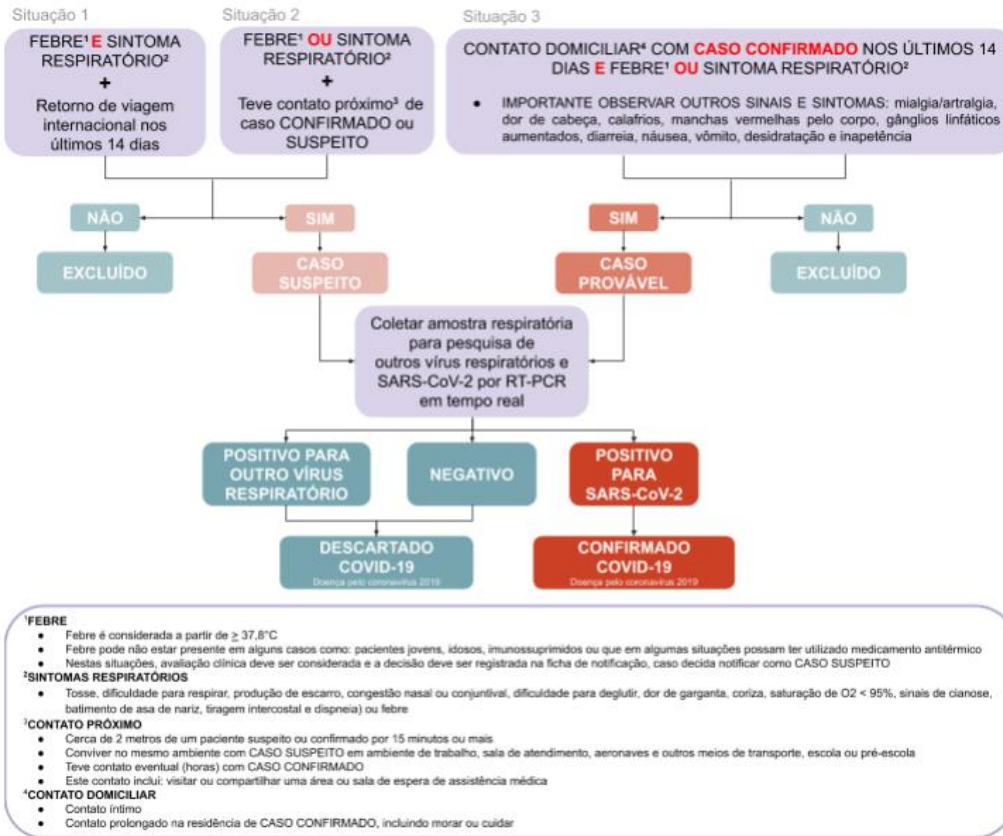 Situação 1
FEBRE¹ E SINTOMA
RESPIRATÓRIO²
+
Retorno de viagem
internacional nos
últimos 14 dias
Situação 2
FEBRE¹ OU SINTOMA
RESPIRATÓRIO²
+
Teve contato próximo³ de
caso CONFIRMADO ou
SUSPEITO
Situação 3
CONTATO DOMICILIAR⁴ COM CASO CONFIRMADO NOS ÚLTIMOS 14
DIAS E FEBRE¹ OU SINTOMA RESPIRATÓRIO²
● IMPORTANTE OBSERVAR OUTROS SINAIS E SINTOMAS: mialgia/artralgia,
dor de cabeça, calafrios, manchas vermelhas pelo corpo, gânglios linfáticos
aumentados, diarreia, náusea, vômito, desidratação e inapetência
NÃO
SIM
SIM
NÃO
EXCLUÍDO
CASO
SUSPEITO
CASO
PROVÁVEL
EXCLUÍDO
Coletar amostra respiratória
para pesquisa de
outros vírus respiratórios e
SARS-CoV-2 por RT-PCR
em tempo real
POSITIVO PARA
OUTRO VÍRUS
RESPIRATÓRIO
NEGATIVO
POSITIVO
PARA
SARS-CoV-2
DESCARTADO
COVID-19
Doença pelo coronavírus 2019
CONFIRMADO
COVID-19
Doença pelo coronavírus 2019
¹FEBRE
● Febre é considerada a partir de ≥ 37,8°C
● Febre pode não estar presente em alguns casos como: pacientes jovens, idosos, imunossuprimidos ou que em algumas situações possam ter utilizado medicamento antitérmico
● Nestas situações, avaliação clínica deve ser considerada e a decisão deve ser registrada na ficha de notificação, caso decida notificar como CASO SUSPEITO
²SINTOMAS RESPIRATÓRIOS
● Tosse, dificuldade para respirar, produção de escarro, congestão nasal ou conjuntival, dificuldade para deglutir, dor de garganta, coriza, saturação de O2 < 95%, sinais de cianose,
batimento de asa de nariz, tiragem intercostal e dispneia) ou febre
³CONTATO PRÓXIMO
● Cerca de 2 metros de um paciente suspeito ou confirmado por 15 minutos ou mais
● Conviver no mesmo ambiente com CASO SUSPEITO em ambiente de trabalho, sala de atendimento, aeronaves e outros meios de transporte, escola ou pré-escola
● Teve contato eventual (horas) com CASO CONFIRMADO
● Este contato inclui: visitar ou compartilhar uma área ou sala de espera de assistência médica
⁴CONTATO DOMICILIAR
● Contato íntimo
● Contato prolongado na residência de CASO CONFIRMADO, incluindo morar ou cuidar